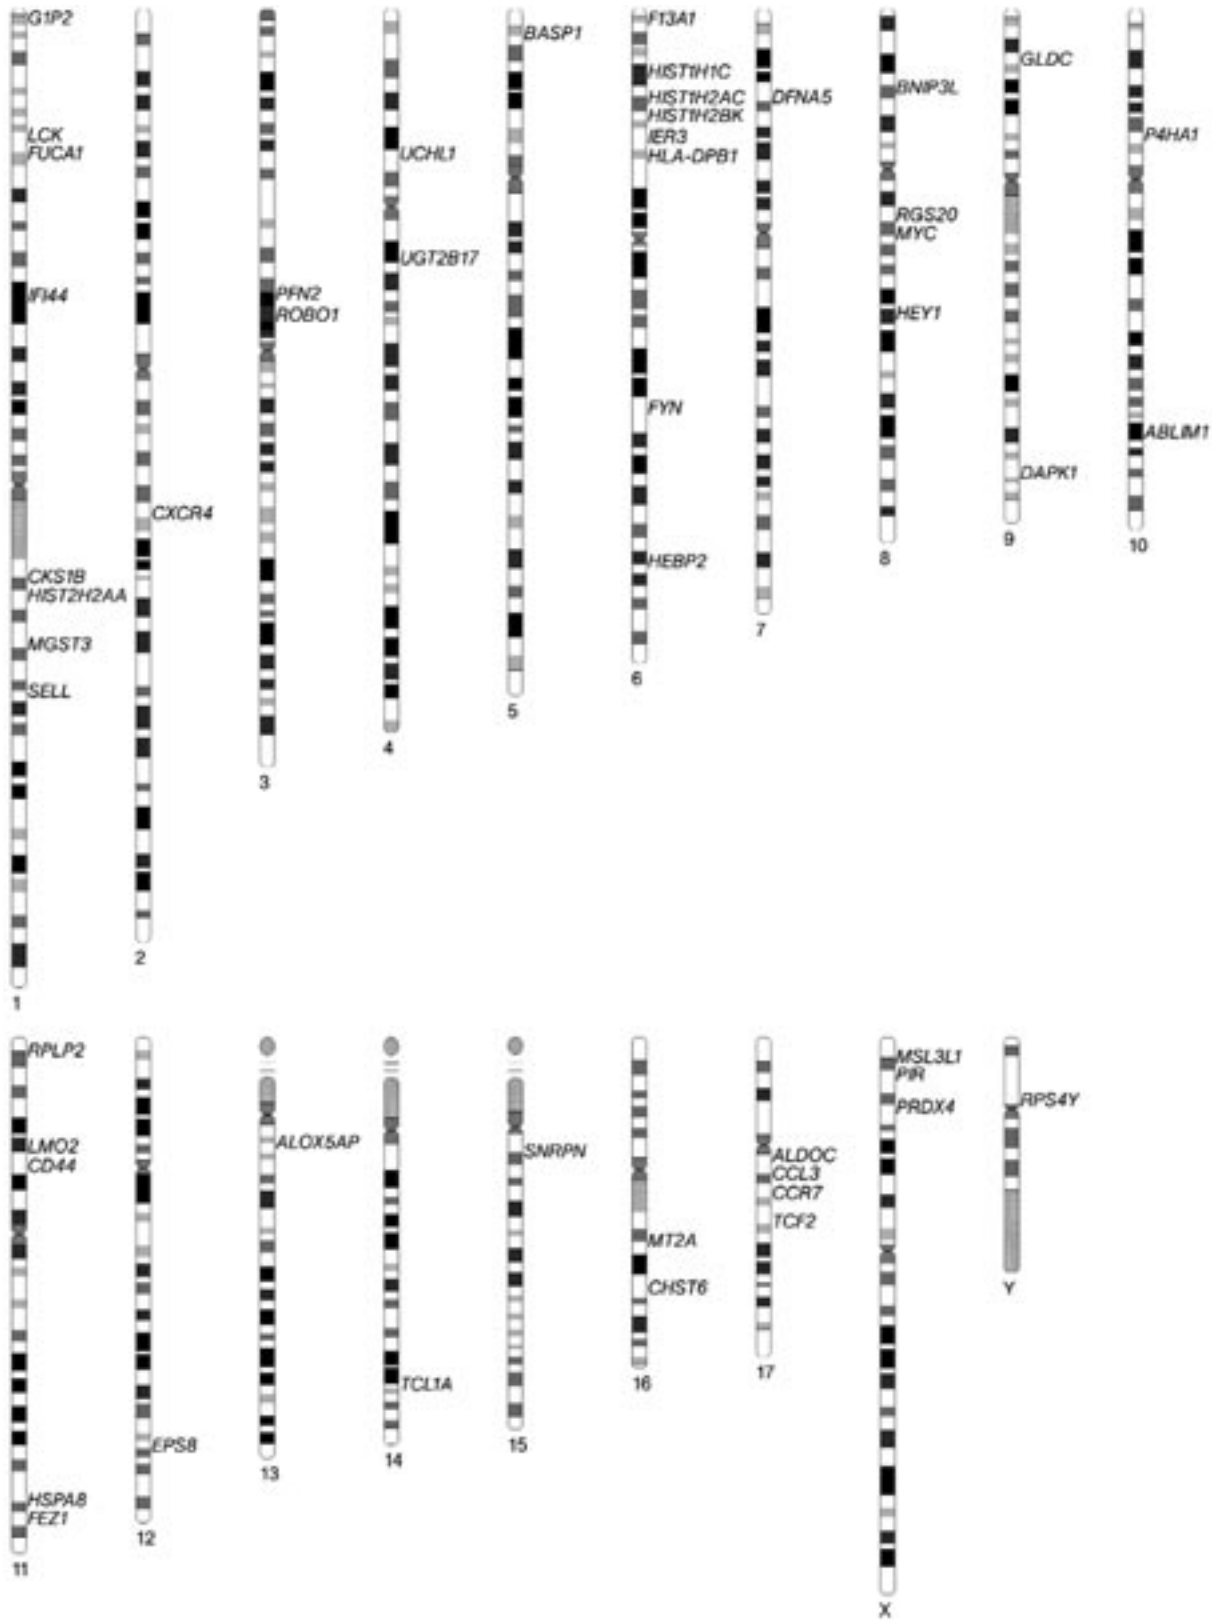 G1P2
LCK
FUCA1
IFI44
CKS1B
HIST2H2AA
MGST3
SELL
1
CXCR4
2
PFN2
ROBO1
3
UCHL1
UGT2B17
4
BASP1
5
F13A1
HIST1H1C
HIST1H2AC
HIST1H2BK
IER3
HLA-DPB1
FYN
HEBP2
6
DFNA5
7
BNIP3L
RGS20
MYC
HEY1
8
GLDC
DAPK1
9
P4HA1
ABLIM1
10
RPLP2
LMO2
CD44
HSPA8
FEZ1
11
EPS8
12
ALOX5AP
13
TCL1A
14
SNRPN
15
MT2A
CHST6
16
ALDOC
CCL3
CCR7
TCF2
17
MSL3L1
PIR
PRDX4
X
RPS4Y
Y